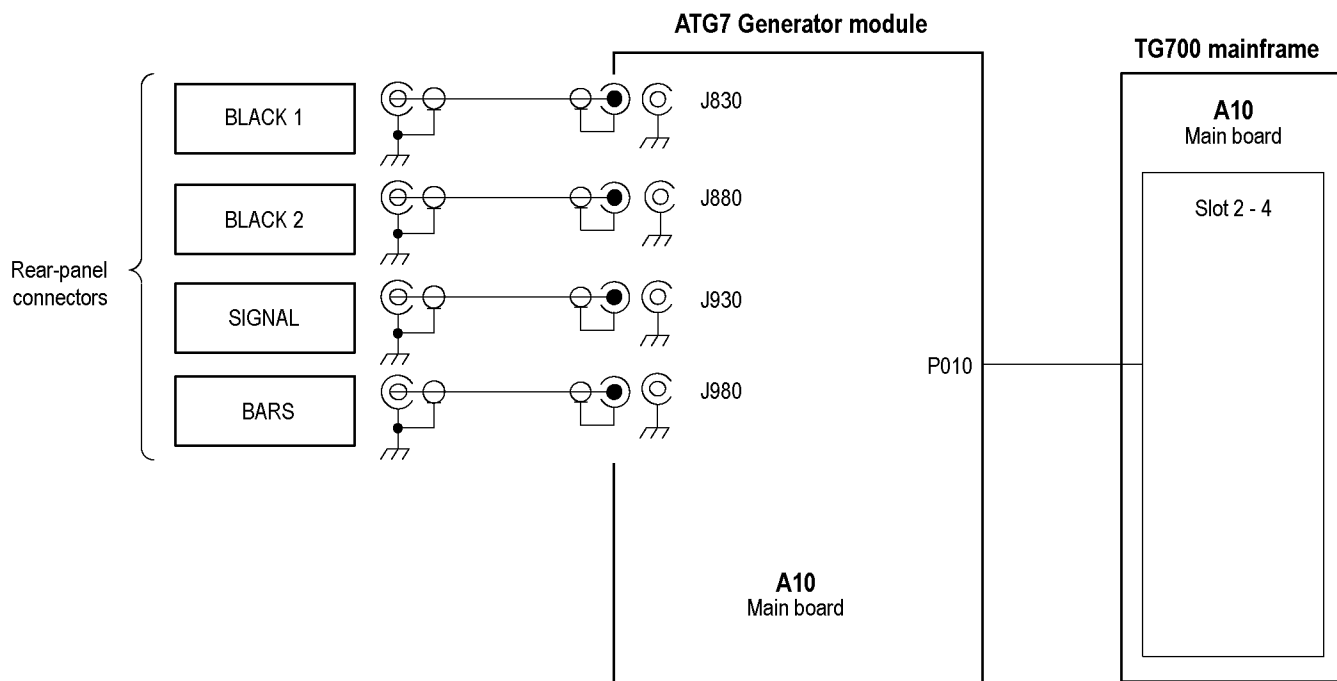 ATG7 Generator module
TG700 mainframe
Rear-panel
connectors
BLACK 1
J830
BLACK 2
J880
SIGNAL
J930
BARS
J980
P010
A10
Main board
A10
Main board
Slot 2 - 4